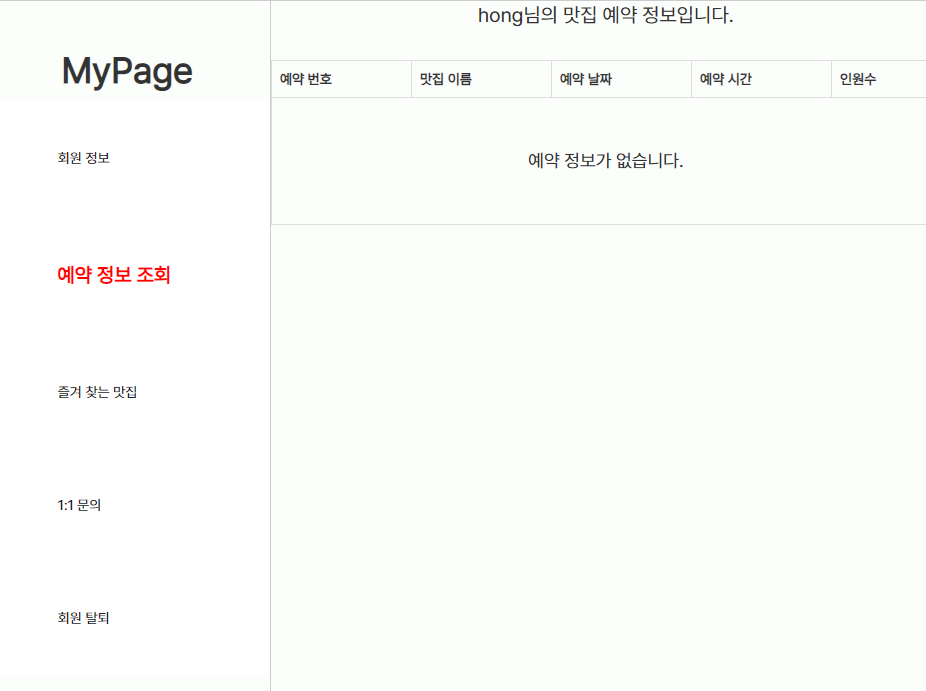 MyPage
회원 정보
예약 정보 조회
즐겨 찾는 맛집
1:1 문의
회원 탈퇴
hong님의 맛집 예약 정보입니다.
예약 번호 맛집 이름 예약 날짜 예약 시간 인원수
예약 정보가 없습니다.